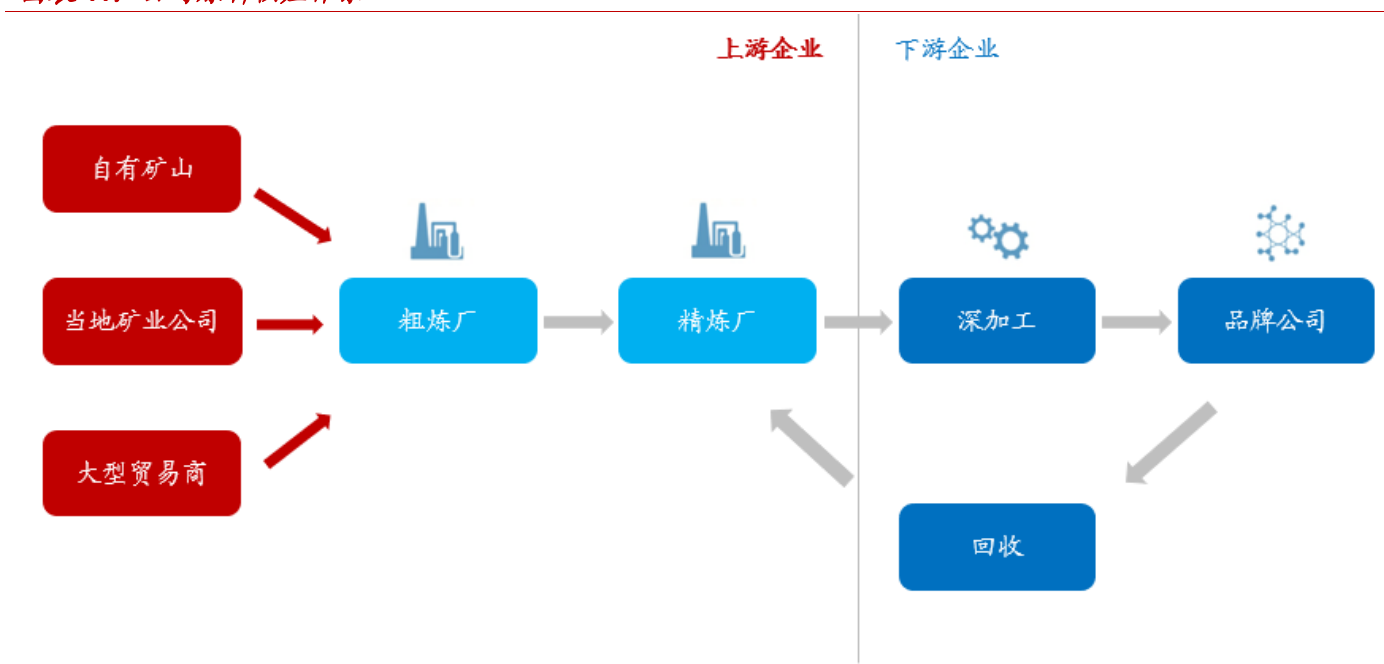 上游企业
下游企业
自有矿山
当地矿业公司
粗炼厂
精炼厂
深加工
品牌公司
大型贸易商
回收